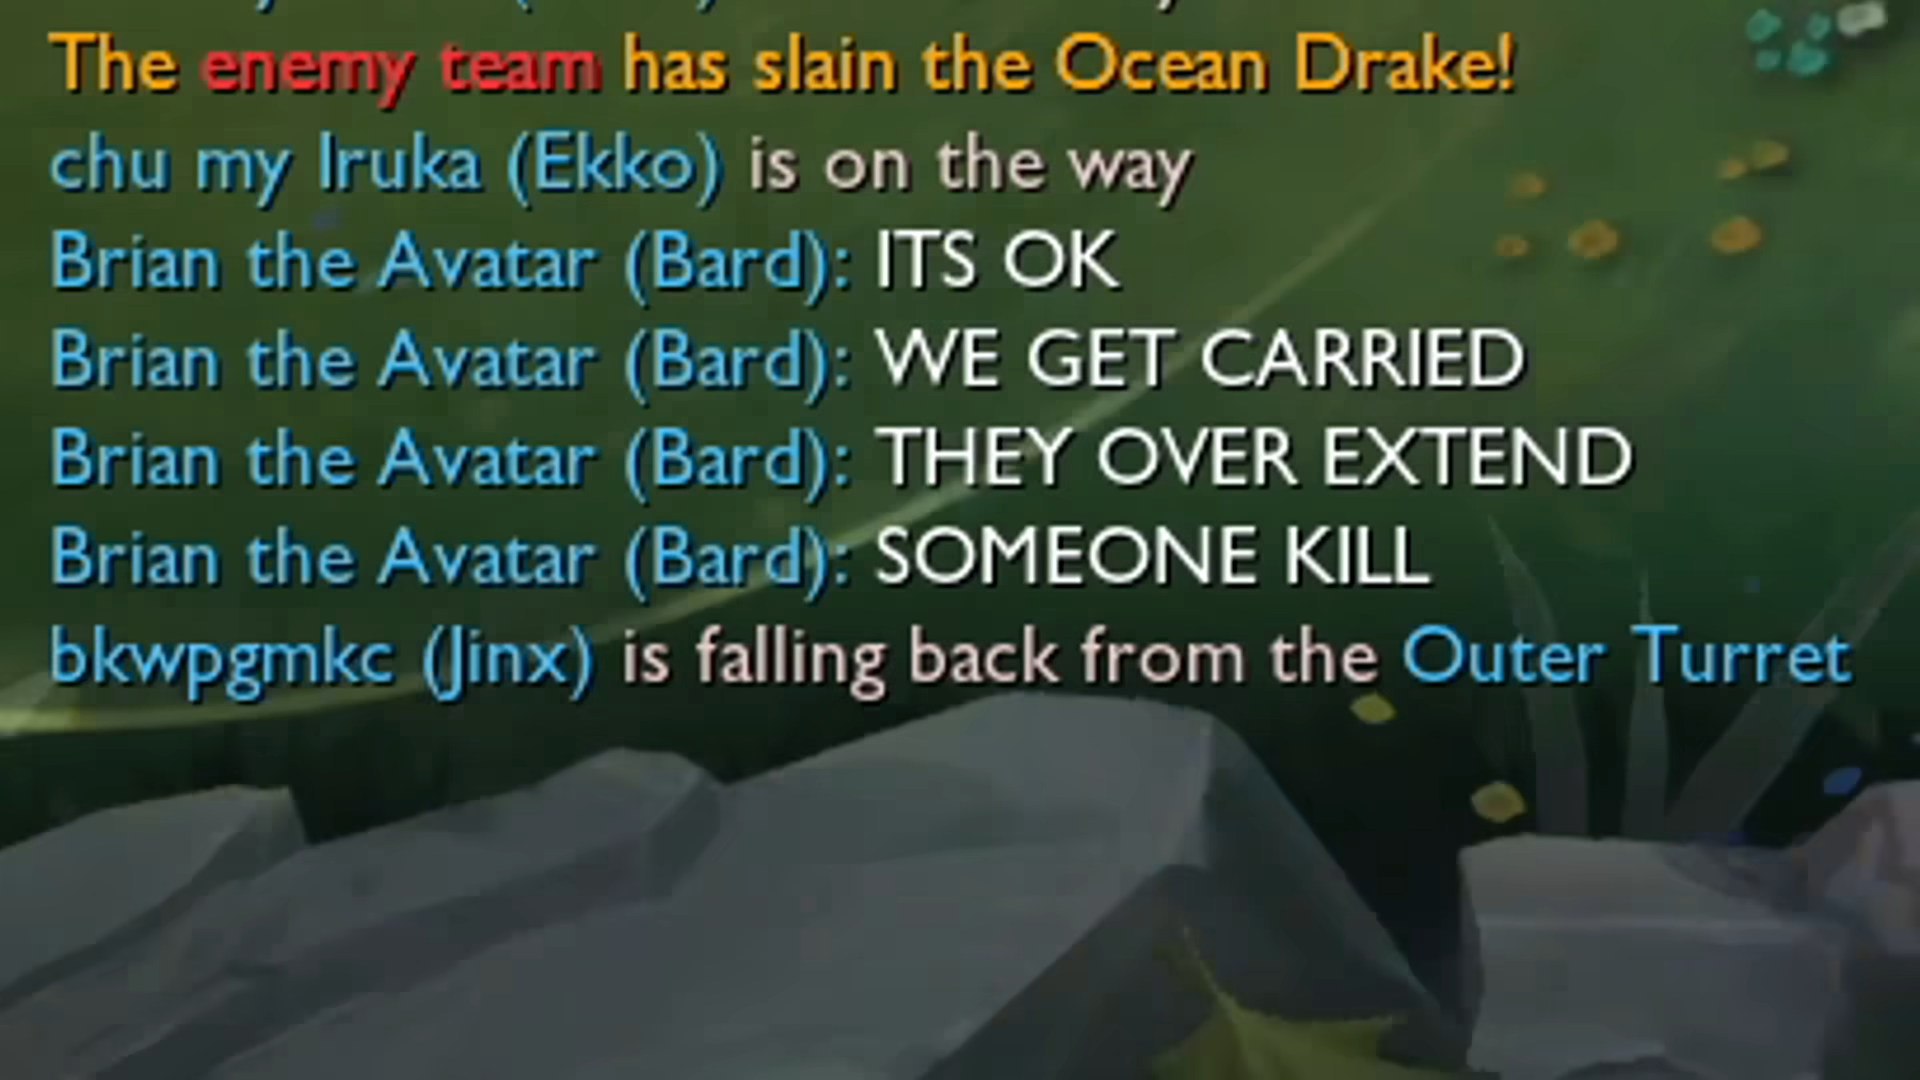 The enemy team has slain the Ocean Drake!
chu my Iruka (Ekko) is on the way
Brian the Avatar (Bard): ITS OK
Brian the Avatar (Bard): WE GET CARRIED
Brian the Avatar (Bard): THEY OVER EXTEND
Brian the Avatar (Bard): SOMEONE KILL
bkwpgmkc (Jinx) is falling back from the Outer Turret